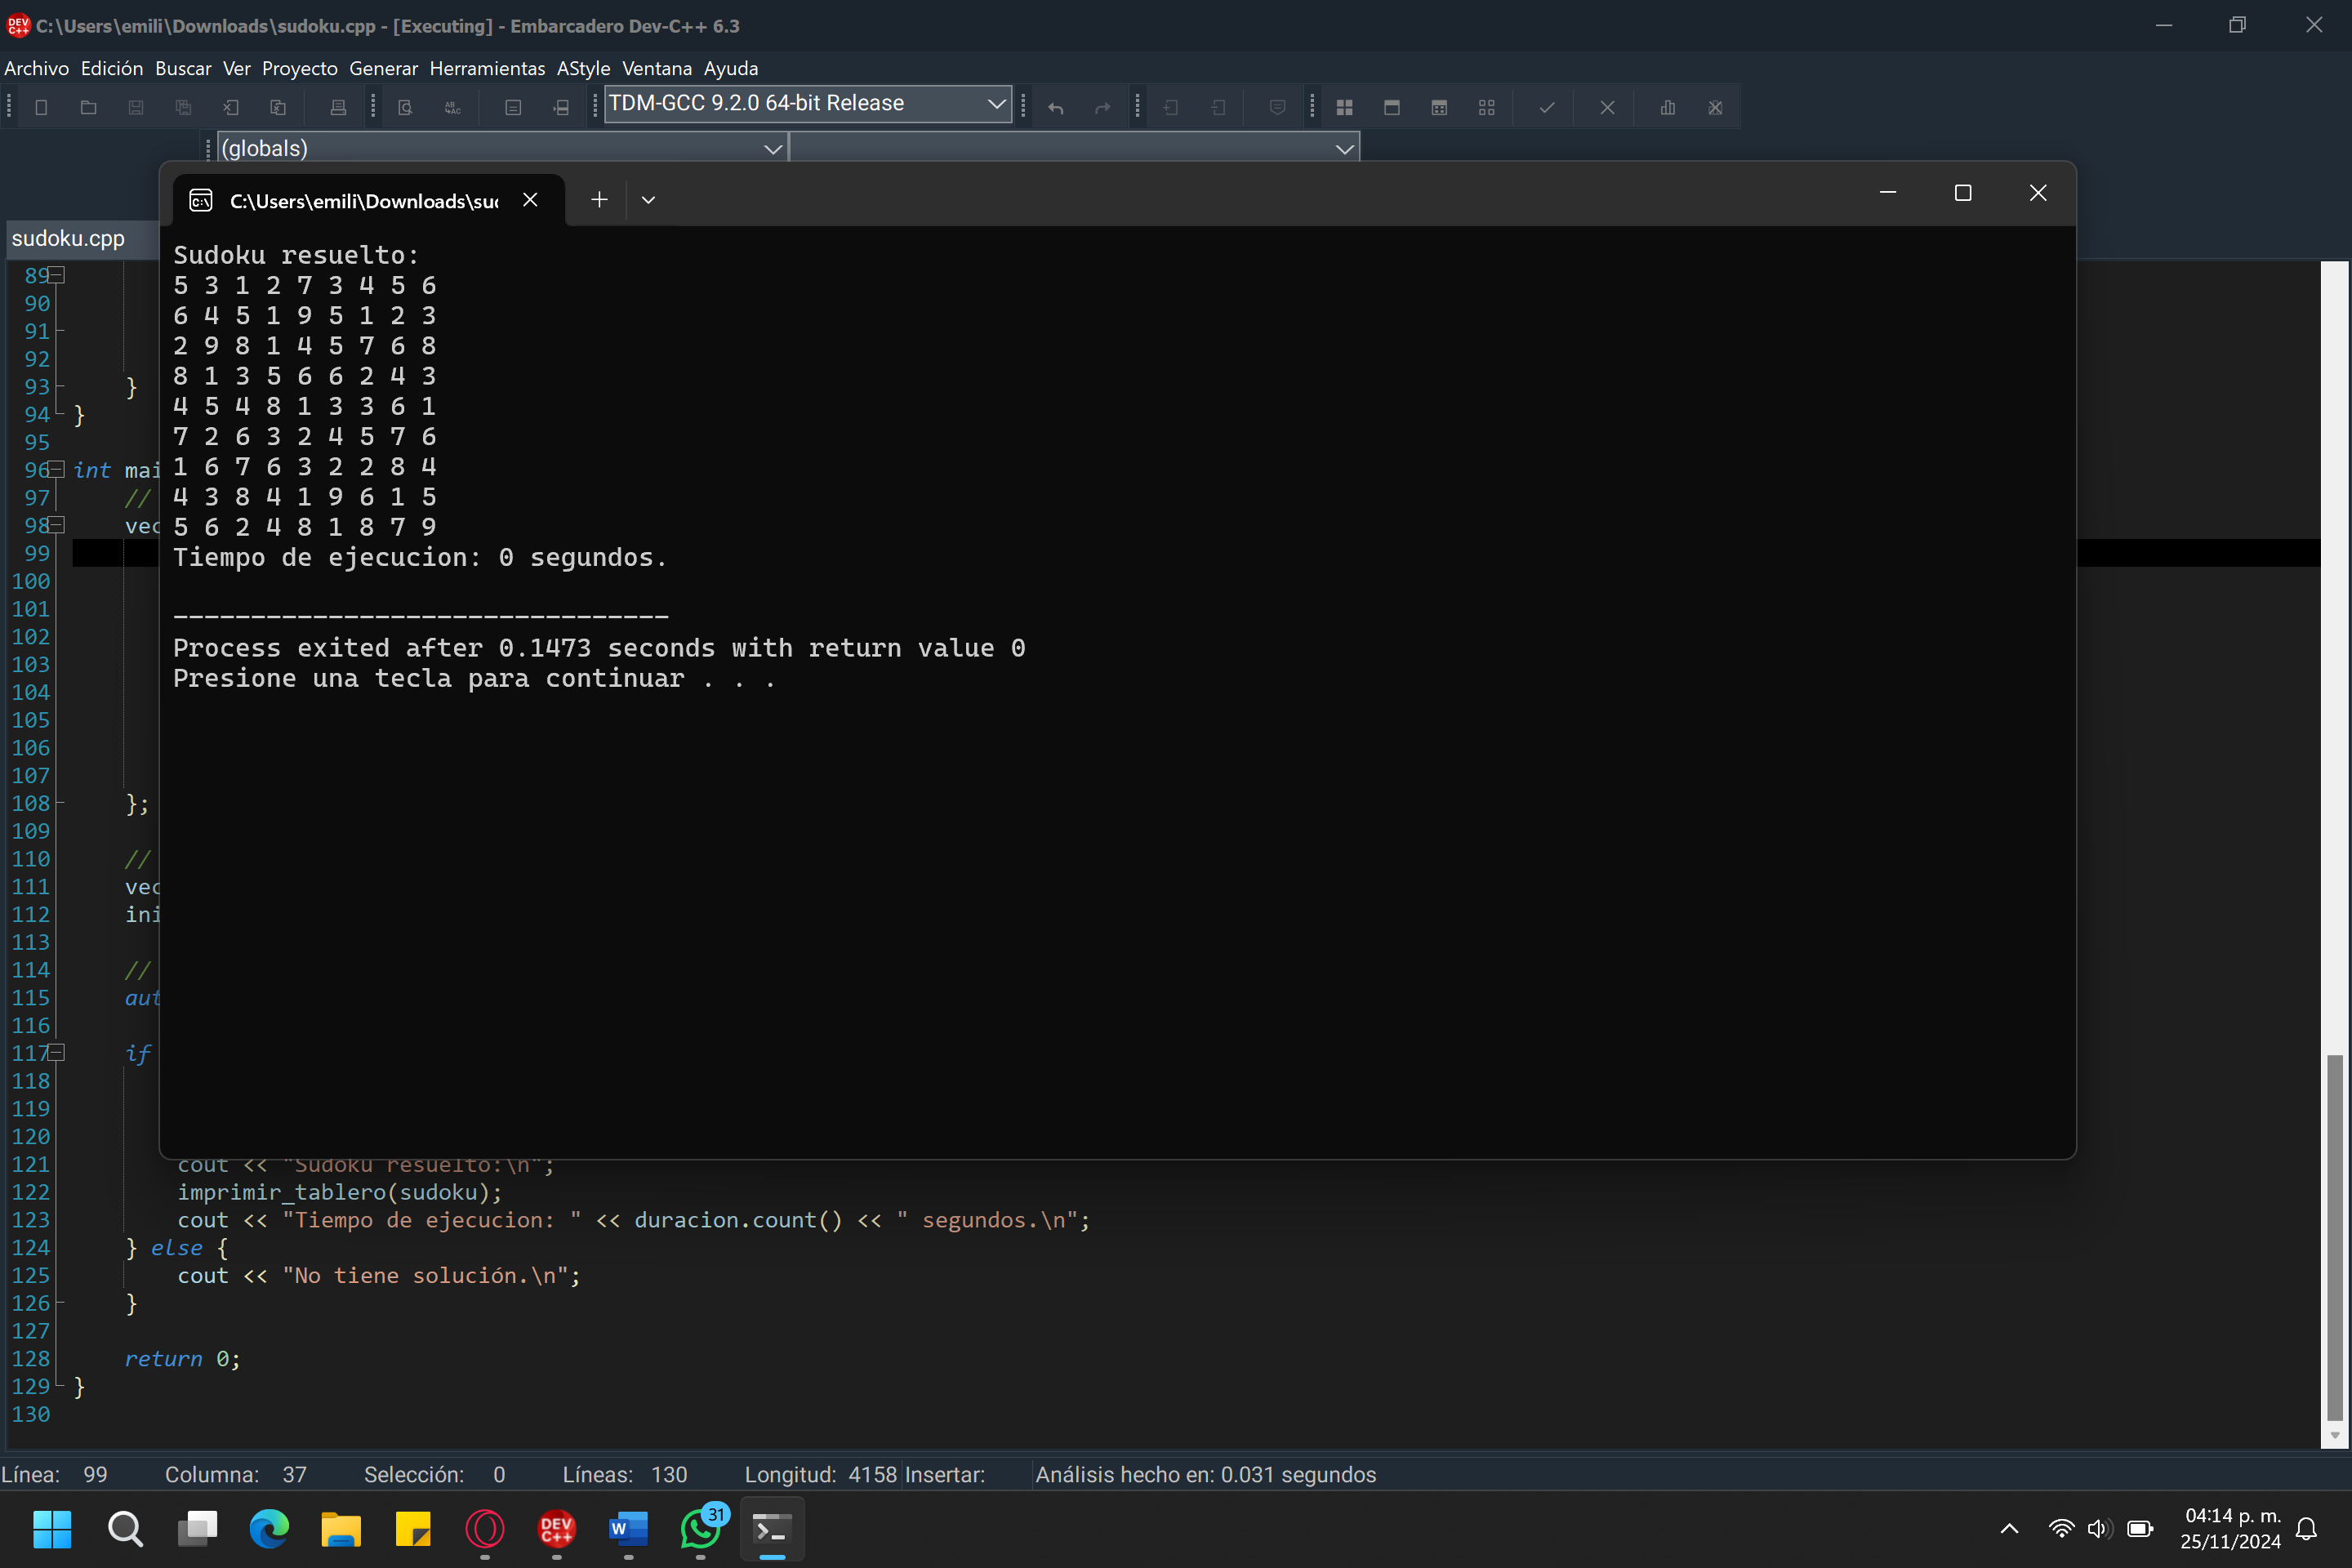 C:\Users\emili\Downloads\sudoku.cpp - [Executing] - Embarcadero Dev-C++ 6.3
Archivo Edición Buscar Ver Proyecto Generar Herramientas AStyle Ventana Ayuda
TDM-GCC 9.2.0 64-bit Release
(globals)
C:\Users\emili\Downloads\su
sudoku.cpp
Sudoku resuelto:
5 3 1 2 7 3 4 5 6
6 4 5 1 9 5 1 2 3
2 9 8 1 4 5 7 6 8
8 1 3 5 6 6 2 4 3
4 5 4 8 1 3 3 6 1
7 2 6 3 2 4 5 7 6
1 6 7 6 3 2 2 8 4
4 3 8 4 1 9 6 1 5
5 6 2 4 8 1 8 7 9
Tiempo de ejecucion: 0 segundos.
--------------------------------
Process exited after 0.1473 seconds with return value 0
Presione una tecla para continuar . . .
89
90
91
92
93 }
94 }
95
96 int mai
97 //
98 vec
99
100
101
102
103
104
105
106
107
108 };
109
110 //
111 vec
112 ini
113
114 //
115 aut
116
117 if
118
119
120
121 cout << "Sudoku resuelto:\n";
122 imprimir_tablero(sudoku);
123 cout << "Tiempo de ejecucion: " << duracion.count() << " segundos.\n";
124 } else {
125 cout << "No tiene solución.\n";
126 }
127
128 return 0;
129 }
130
Línea: 99 Columna: 37 Selección: 0 Líneas: 130 Longitud: 4158 Insertar: Análisis hecho en: 0.031 segundos
DEV C++
W
31
04:14 p. m.
25/11/2024